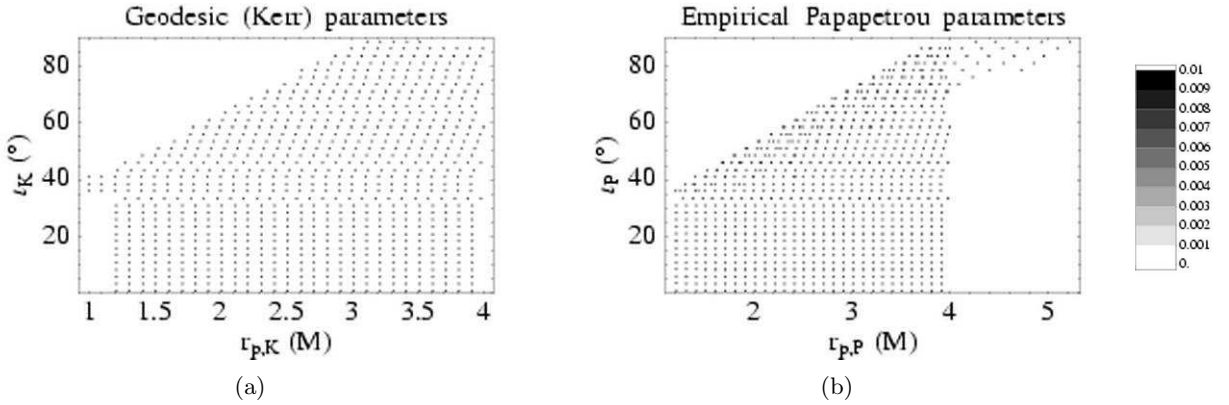 Geodesic (Kerr) parameters
80
60
40
20
ι_K (°)
1 1.5 2 2.5 3 3.5 4
r_p,K (M)
(a)
Empirical Papapetrou parameters
80
60
40
20
ι_P (°)
2 3 4 5
r_p,P (M)
(b)
0.01
0.009
0.008
0.007
0.006
0.005
0.004
0.003
0.002
0.001
0.